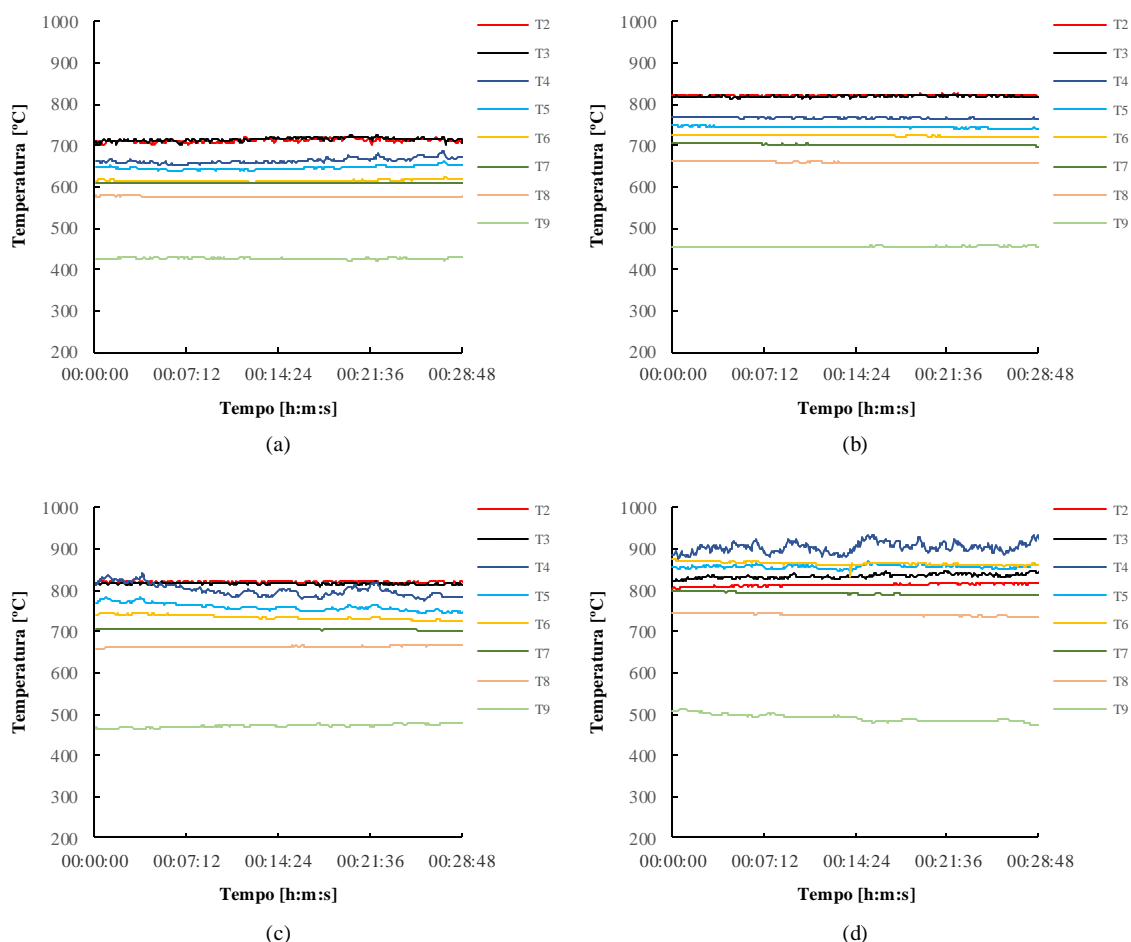 1000
900
800
700
600
500
400
300
200
Temperatura [ºC]
00:00:00 00:07:12 00:14:24 00:21:36 00:28:48
Tempo [h:m:s]
T2
T3
T4
T5
T6
T7
T8
T9
(a)
1000
900
800
700
600
500
400
300
200
Temperatura [ºC]
00:00:00 00:07:12 00:14:24 00:21:36 00:28:48
Tempo [h:m:s]
T2
T3
T4
T5
T6
T7
T8
T9
(b)
1000
900
800
700
600
500
400
300
200
Temperatura [ºC]
00:00:00 00:07:12 00:14:24 00:21:36 00:28:48
Tempo [h:m:s]
T2
T3
T4
T5
T6
T7
T8
T9
(c)
1000
900
800
700
600
500
400
300
200
Temperatura [ºC]
00:00:00 00:07:12 00:14:24 00:21:36 00:28:48
Tempo [h:m:s]
T2
T3
T4
T5
T6
T7
T8
T9
(d)